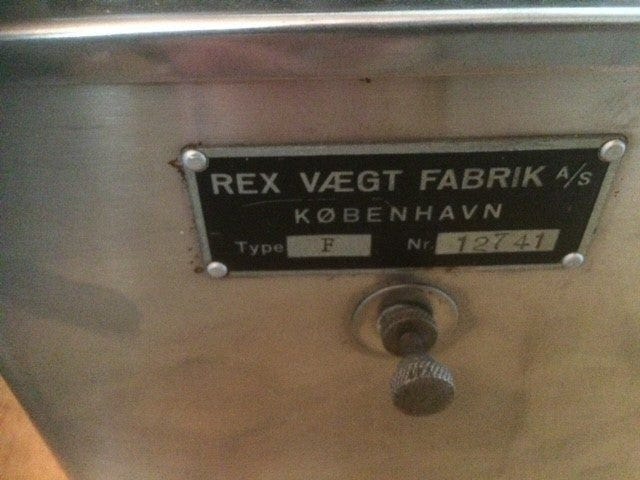 REX VÆGT FABRIK A/S
KØBENHAVN
Type F Nr. 12741